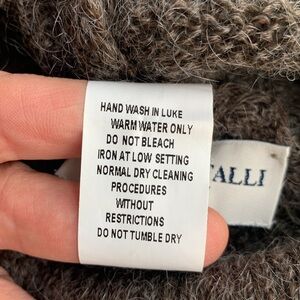 HAND WASH IN LUKE
WARM WATER ONLY
DO NOT BLEACH
IRON AT LOW SETTING
NORMAL DRY CLEANING
PROCEDURES
WITHOUT
RESTRICTIONS
DO NOT TUMBLE DRY
TALLI